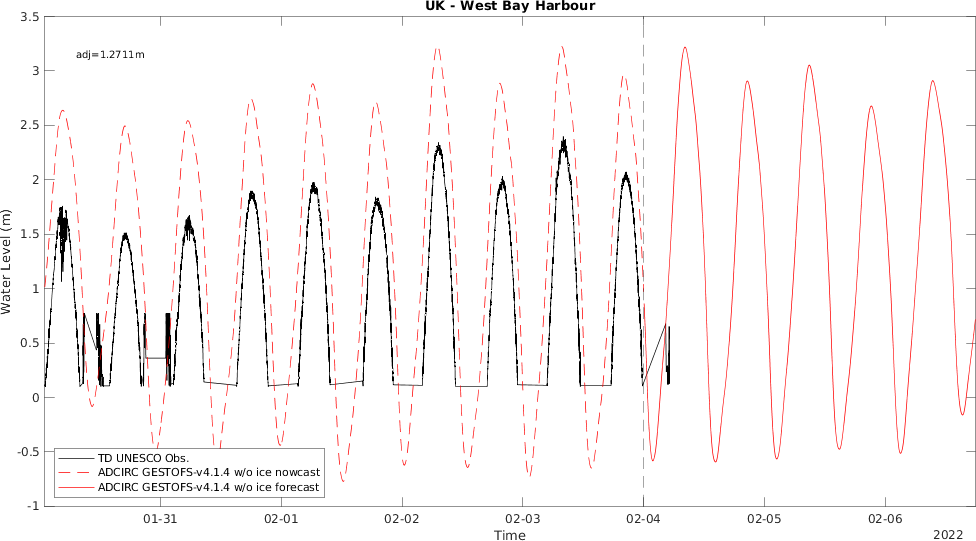 UK - West Bay Harbour
adj=1.2711m
3.5
3
2.5
2
1.5
1
0.5
0
-0.5
-1
Water Level (m)
TD UNESCO Obs.
ADCIRC GESTOFS-v4.1.4 w/o ice nowcast
ADCIRC GESTOFS-v4.1.4 w/o ice forecast
01-31 02-01 02-02 02-03 02-04 02-05 02-06
Time
2022